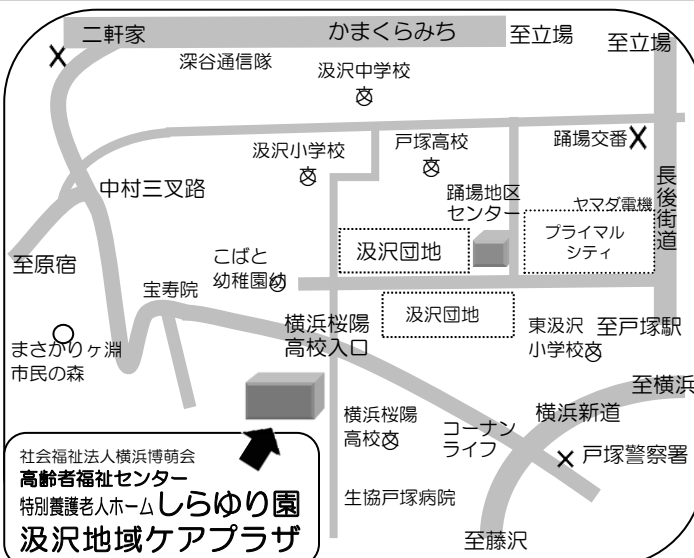 二軒家
かまくらみち
至立場
至立場
深谷通信隊
汲沢中学校
汲沢小学校
戸塚高校
踊場交番
中村三叉路
踊場地区
センター
ヤマダ電機
長後街道
プライマル
シティ
汲沢団地
至原宿
こばと
幼稚園幼
宝寿院
汲沢団地
横浜桜陽
高校入口
東汲沢
小学校
至戸塚駅
まさかりヶ淵
市民の森
至横浜
横浜桜陽
高校
コーナン
ライフ
横浜新道
戸塚警察署
生協戸塚病院
至藤沢
社会福祉法人横浜博萌会
高齢者福祉センター
特別養護老人ホームしらゆり園
汲沢地域ケアプラザ